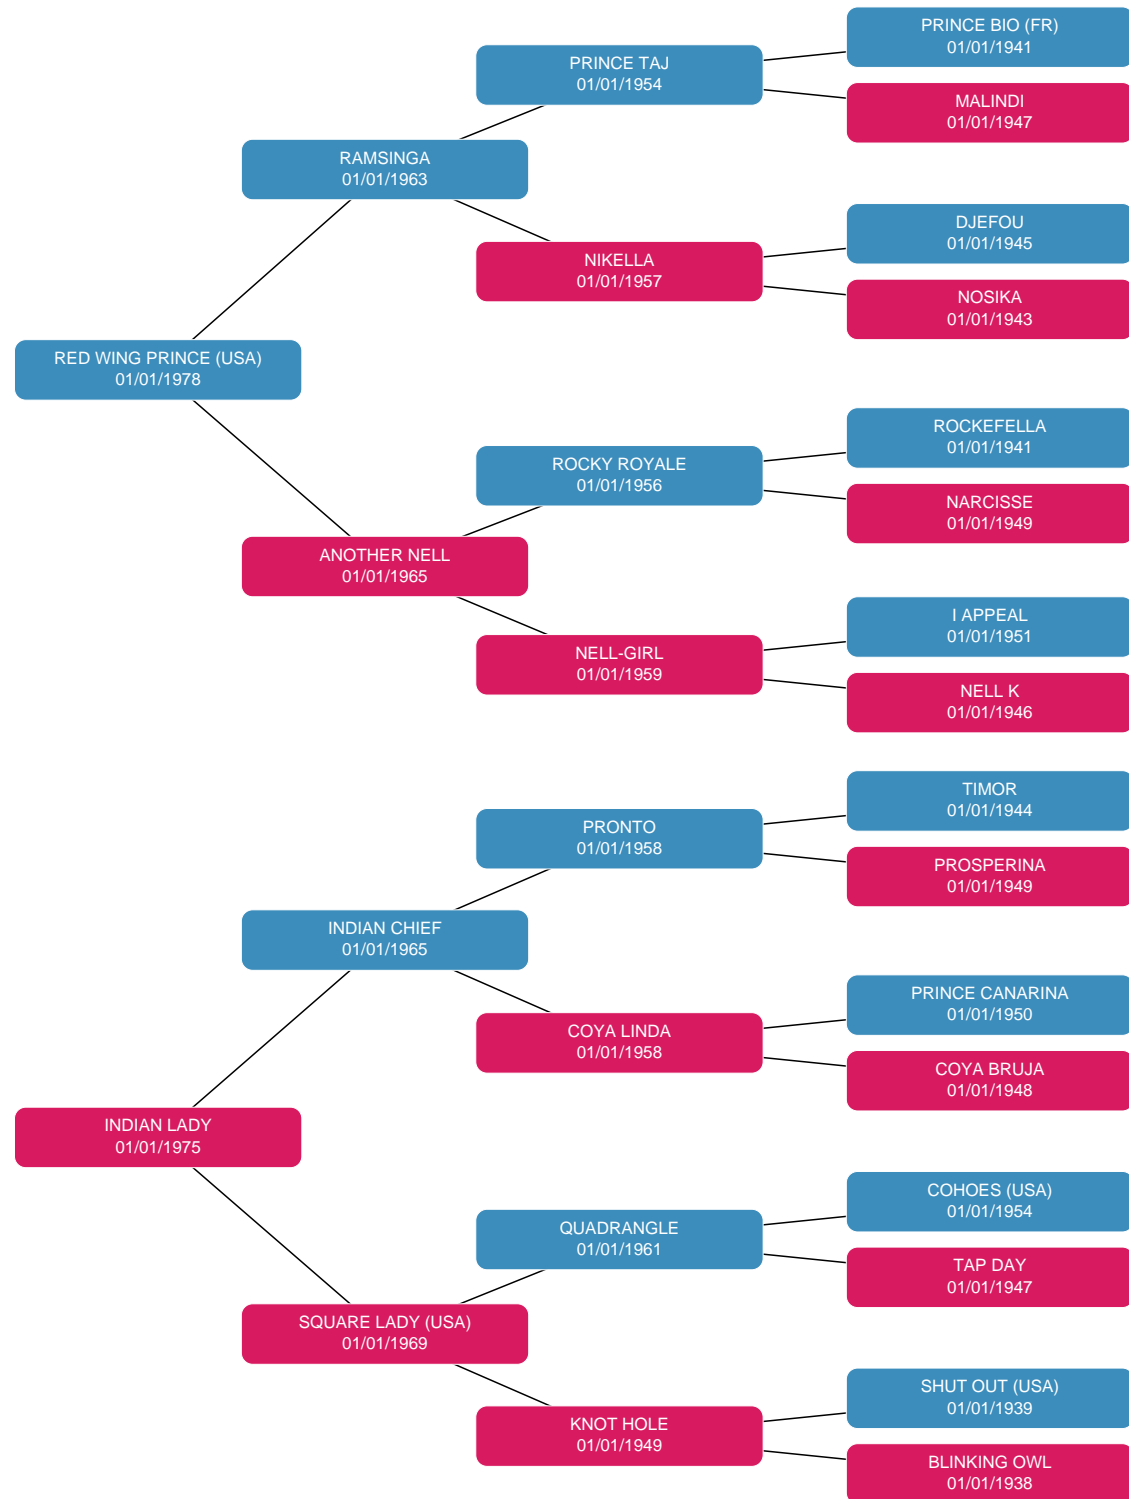 PRINCE BIO (FR)
01/01/1941
PRINCE TAJ
01/01/1954
MALINDI
01/01/1947
RAMSINGA
01/01/1963
DJEFOU
01/01/1945
NIKELLA
01/01/1957
NOSIKA
01/01/1943
RED WING PRINCE (USA)
01/01/1978
ROCKEFELLA
01/01/1941
ROCKY ROYALE
01/01/1956
NARCISSE
01/01/1949
ANOTHER NELL
01/01/1965
I APPEAL
01/01/1951
NELL-GIRL
01/01/1959
NELL K
01/01/1946
TIMOR
01/01/1944
PRONTO
01/01/1958
PROSPERINA
01/01/1949
INDIAN CHIEF
01/01/1965
PRINCE CANARINA
01/01/1950
COYA LINDA
01/01/1958
COYA BRUJA
01/01/1948
INDIAN LADY
01/01/1975
COHOES (USA)
01/01/1954
QUADRANGLE
01/01/1961
TAP DAY
01/01/1947
SQUARE LADY (USA)
01/01/1969
SHUT OUT (USA)
01/01/1939
KNOT HOLE
01/01/1949
BLINKING OWL
01/01/1938